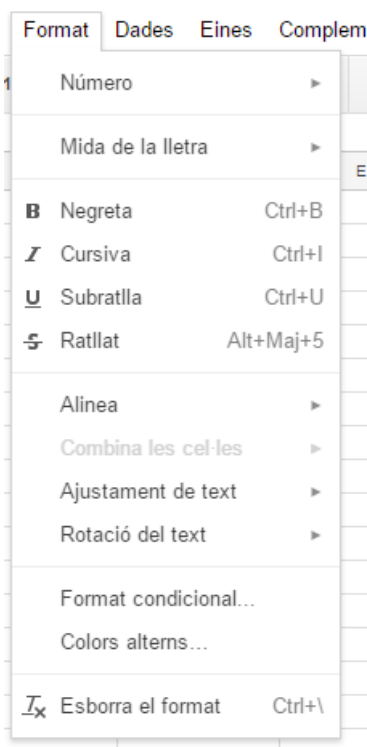 Format Dades Eines Complem
Número
Mida de la lletra
E
B Negreta Ctrl+B
I Cursiva Ctrl+I
U Subratlla Ctrl+U
S Ratllat Alt+Maj+5
Alinea
Combina les cel·les
Ajustament de text
Rotació del text
Format condicional...
Colors alterns...
Esborra el format Ctrl+\